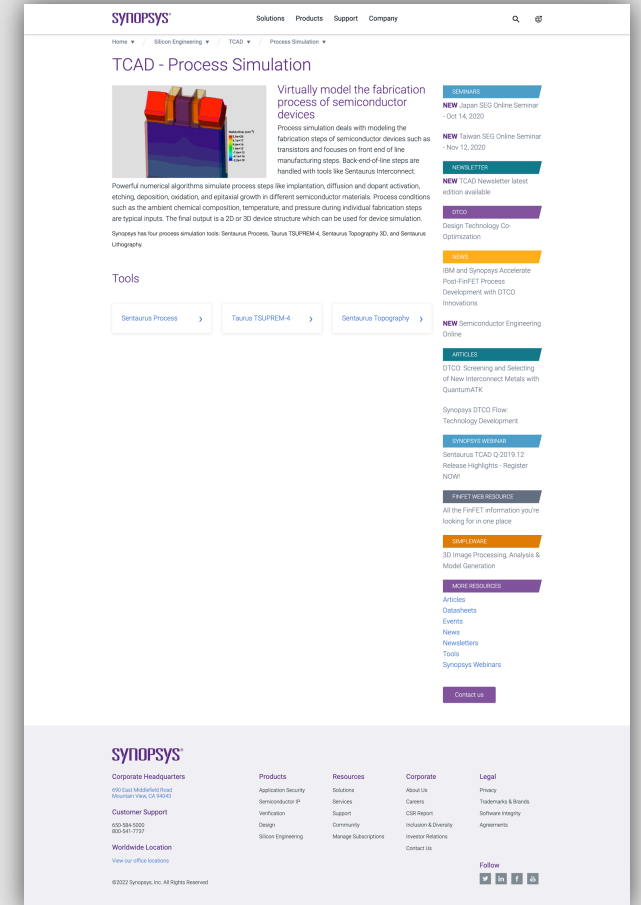 SYNOPSYS®
Solutions Products Support Company
Home ▼ / Silicon Engineering ▼ / TCAD ▼ / Process Simulation ▼
TCAD - Process Simulation
Virtually model the fabrication
process of semiconductor
devices
Process simulation deals with modeling the
fabrication steps of semiconductor devices such as
transistors and focuses on front end of line
manufacturing steps. Back-end-of-line steps are
handled with tools like Sentaurus Interconnect.
Powerful numerical algorithms simulate process steps like implantation, diffusion and dopant activation,
etching, deposition, oxidation, and epitaxial growth in different semiconductor materials. Process conditions
such as the ambient chemical composition, temperature, and pressure during individual fabrication steps
are typical inputs. The final output is a 2D or 3D device structure which can be used for device simulation.
Synopsys has four process simulation tools: Sentaurus Process, Taurus TSUPREM-4, Sentaurus Topography 3D, and Sentaurus
Lithography.
Tools
Sentaurus Process
Taurus TSUPREM-4
Sentaurus Topography
SEMINARS
NEW Japan SEG Online Seminar
- Oct 14, 2020
NEW Taiwan SEG Online Seminar
- Nov 12, 2020
NEWSLETTER
NEW TCAD Newsletter latest
edition available
DTCO
Design Technology Co-
Optimization
NEWS
IBM and Synopsys Accelerate
Post-FinFET Process
Development with DTCO
Innovations
NEW Semiconductor Engineering
Online
ARTICLES
DTCO: Screening and Selecting
of New Interconnect Metals with
QuantumATK
Synopsys DTCO Flow:
Technology Development
SYNOPSYS WEBINAR
Sentaurus TCAD Q-2019.12
Release Highlights - Register
NOW!
FINFET WEB RESOURCE
All the FinFET information you're
looking for in one place
SIMPLEWARE
3D Image Processing, Analysis &
Model Generation
MORE RESOURCES
Articles
Datasheets
Events
News
Newsletters
Tools
Synopsys Webinars
Contact us
SYNOPSYS®
Corporate Headquarters
690 East Middlefield Road
Mountain View, CA 94043
Customer Support
650-584-5000
800-541-7737
Worldwide Location
View our office locations
©2022 Synopsys, Inc. All Rights Reserved
Products
Application Security
Semiconductor IP
Verification
Design
Silicon Engineering
Resources
Solutions
Services
Support
Community
Manage Subscriptions
Corporate
About Us
Careers
CSR Report
Inclusion & Diversity
Investor Relations
Contact Us
Legal
Privacy
Trademarks & Brands
Software Integrity
Agreements
Follow